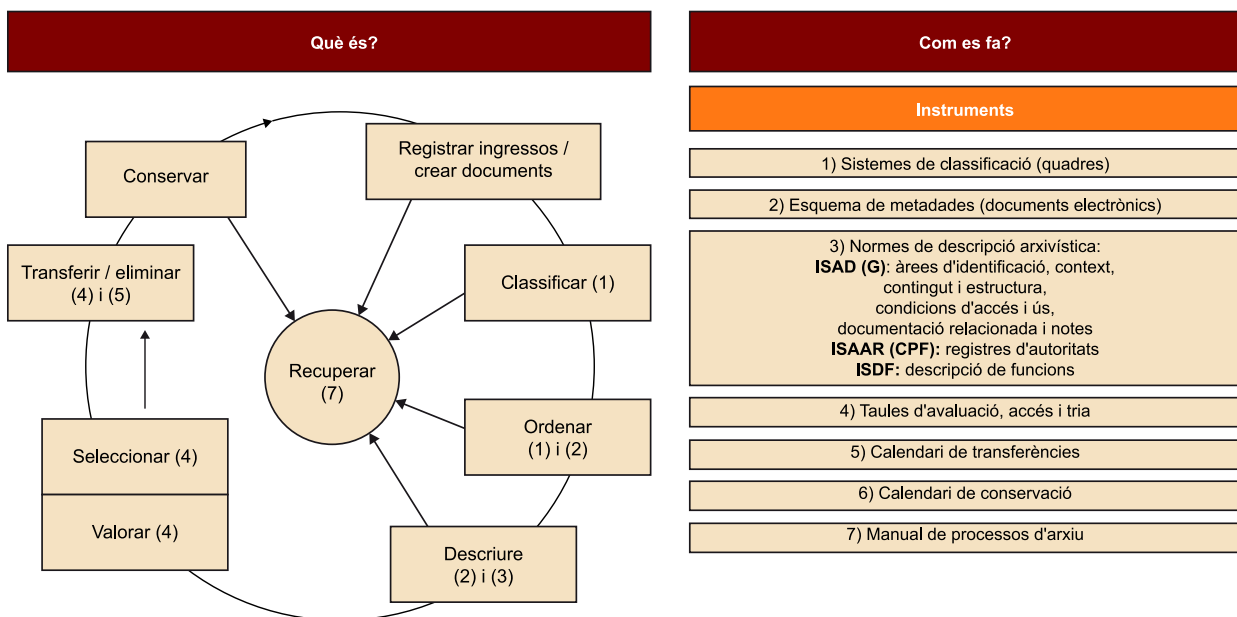 Què és?
Conservar
Registrar ingressos /
crear documents
Transferir / eliminar
(4) i (5)
Classificar (1)
Recuperar
(7)
Seleccionar (4)
Valorar (4)
Ordenar
(1) i (2)
Descriure
(2) i (3)
Com es fa?
Instruments
1) Sistemes de classificació (quadres)
2) Esquema de metadades (documents electrònics)
3) Normes de descripció arxivística:
ISAD (G): àrees d'identificació, context,
contingut i estructura,
condicions d'accés i ús,
documentació relacionada i notes
ISAAR (CPF): registres d'autoritats
ISDF: descripció de funcions
4) Taules d'avaluació, accés i tria
5) Calendari de transferències
6) Calendari de conservació
7) Manual de processos d'arxiu